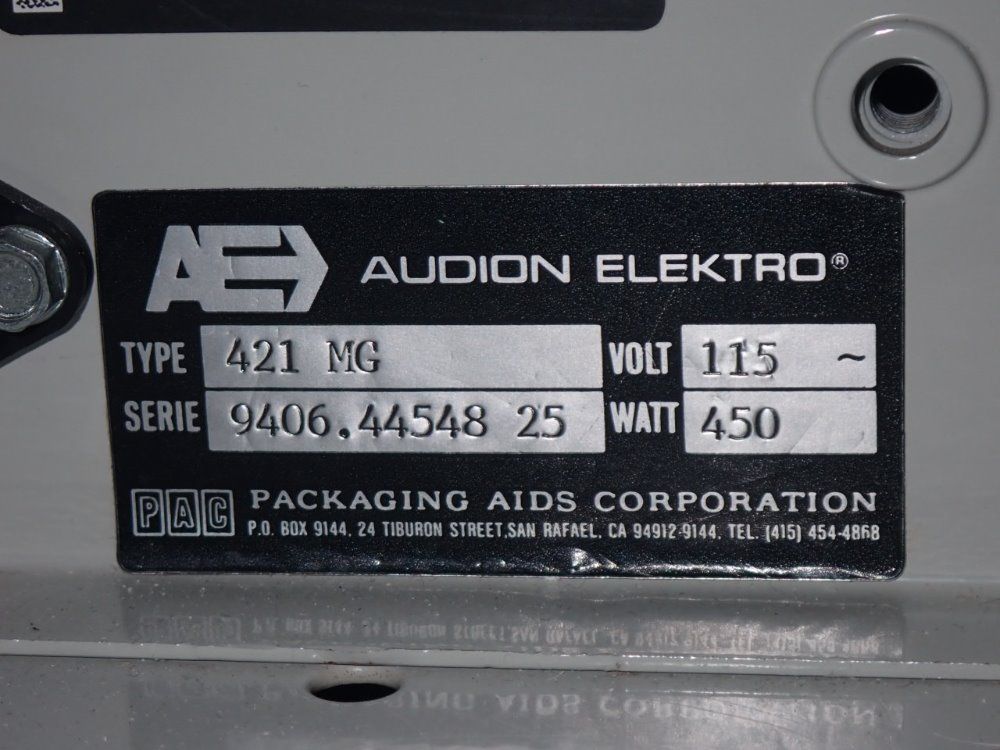 AE AUDION ELEKTRO®
TYPE 421 MG VOLT 115 ~
SERIE 9406.44548 25 WATT 450
PAC PACKAGING AIDS CORPORATION
P.O. BOX 9144, 24 TIBURON STREET, SAN RAFAEL, CA 94912-9144. TEL. (415) 454-4868